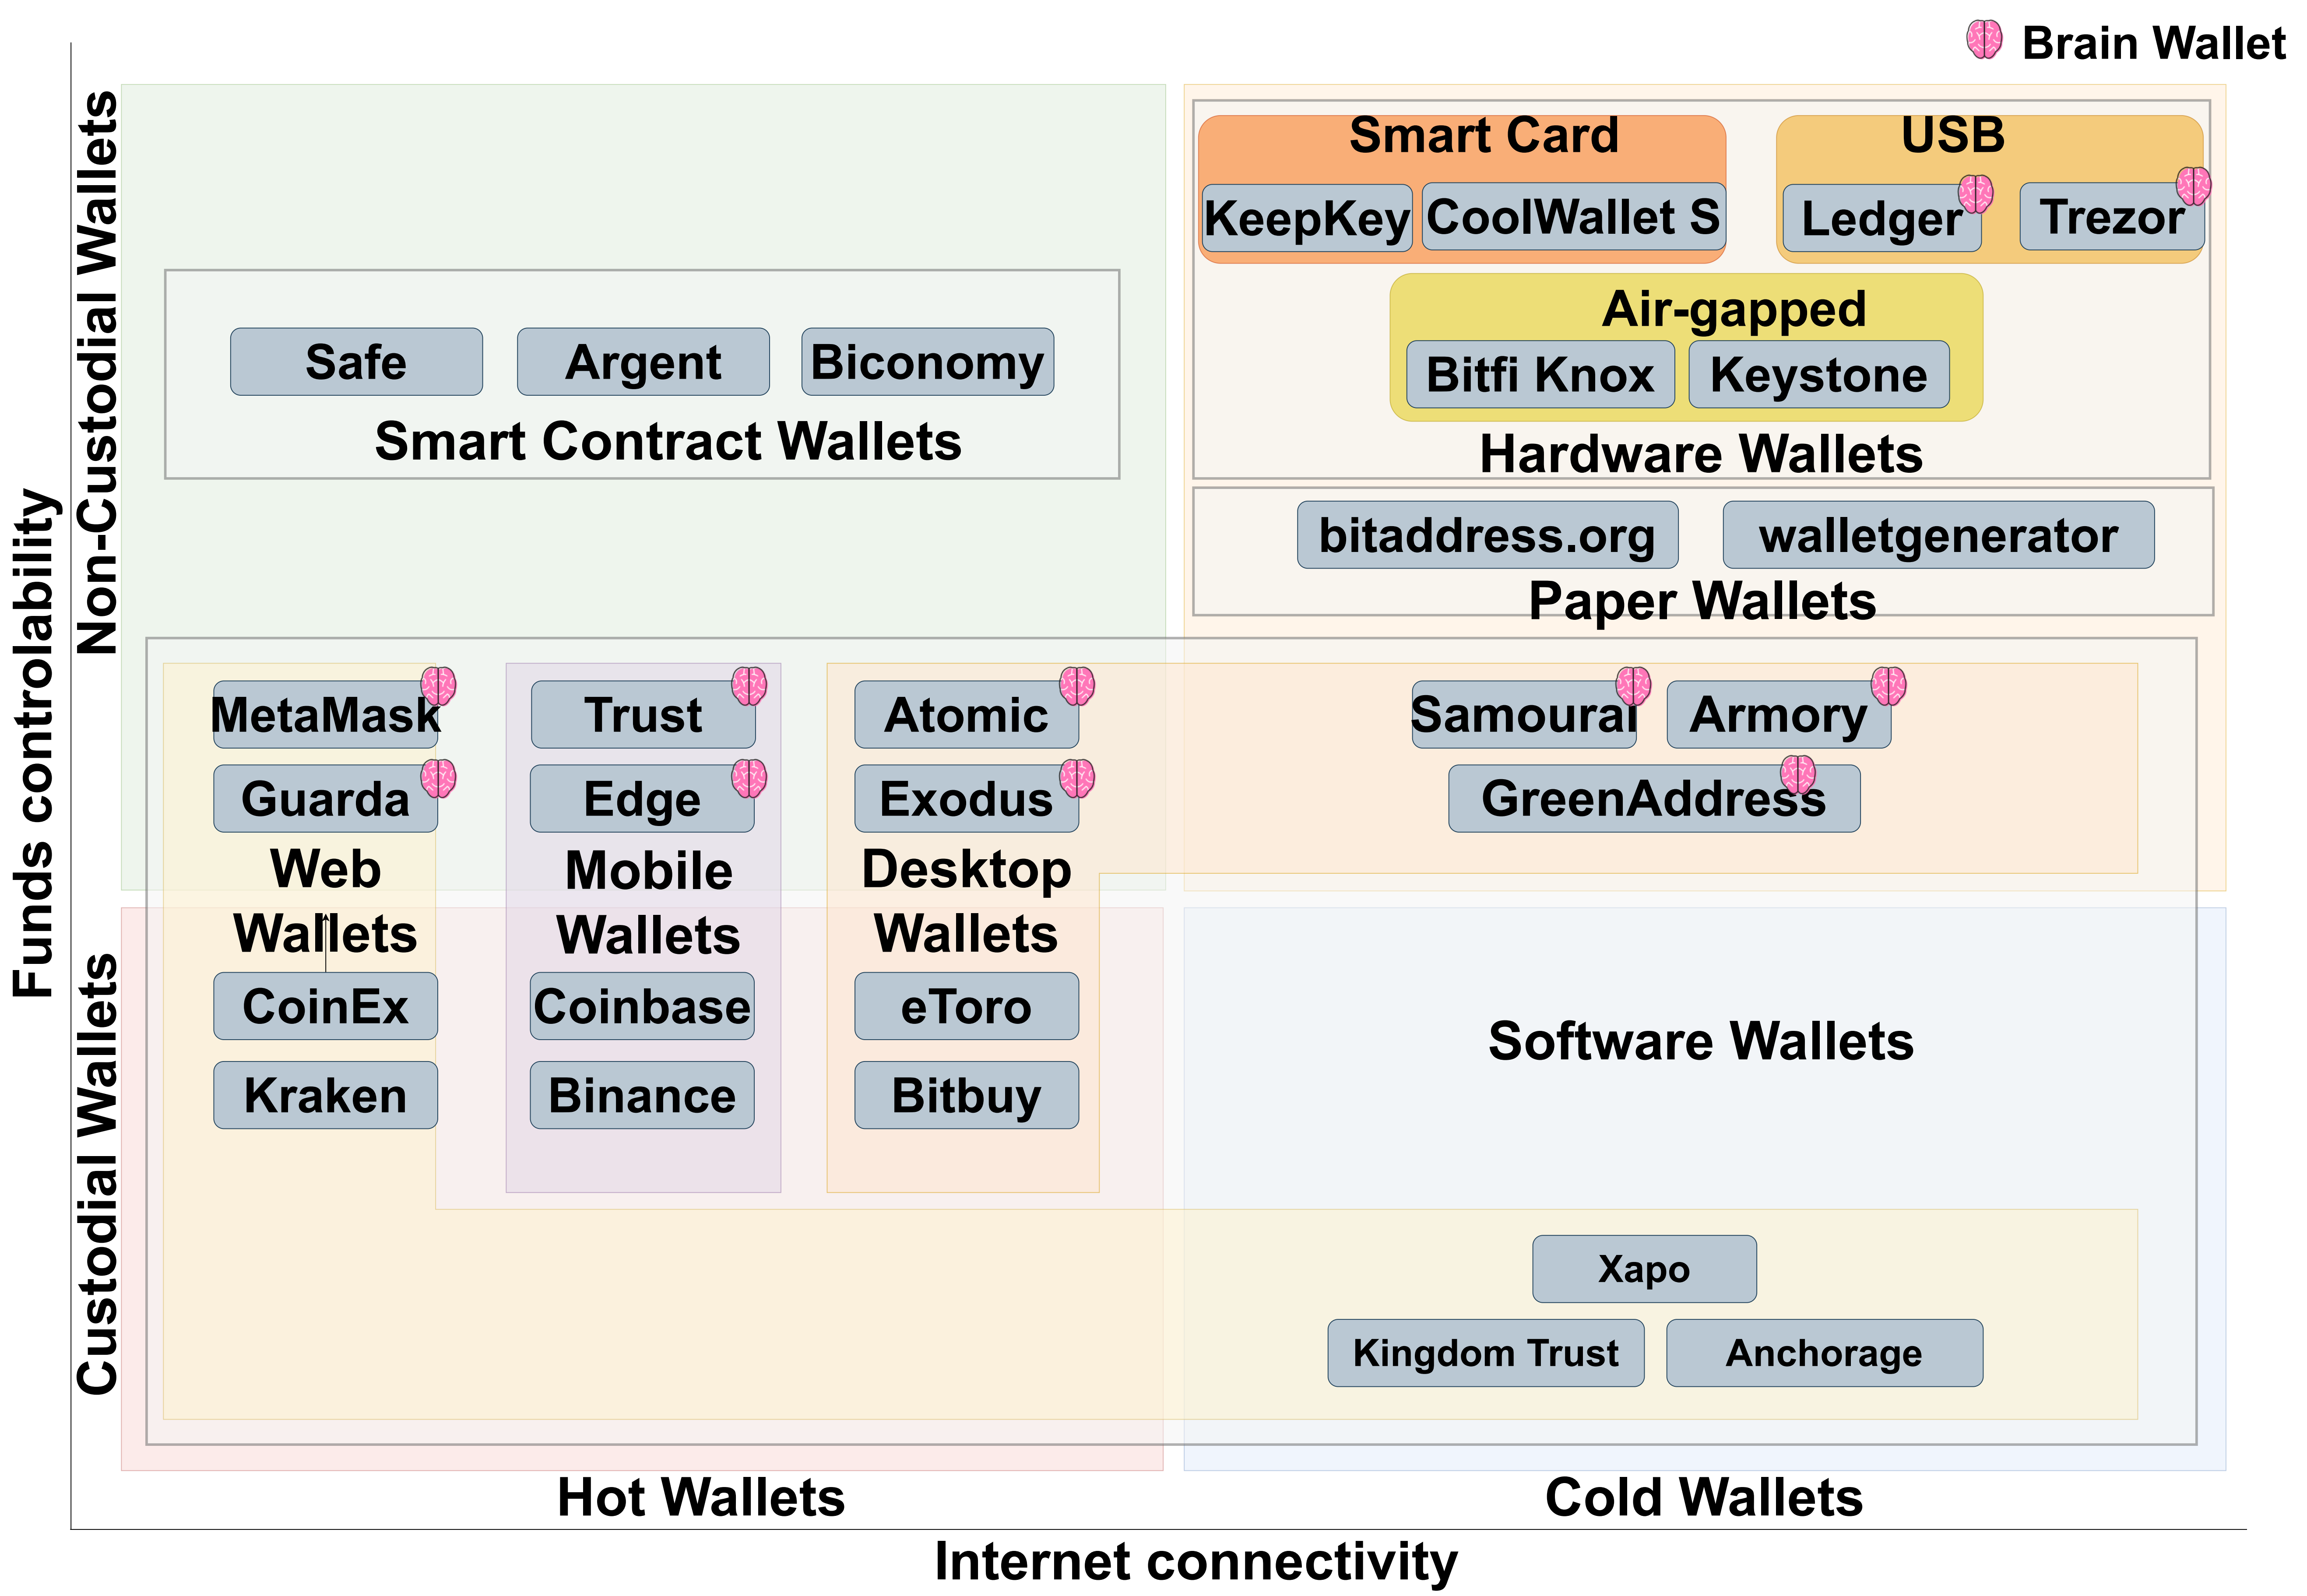 Brain Wallet
Funds controlability
Non-Custodial Wallets
Custodial Wallets
Smart Card
USB
KeepKey
CoolWallet S
Ledger
Trezor
Air-gapped
Bitfi Knox
Keystone
Hardware Wallets
Safe
Argent
Biconomy
Smart Contract Wallets
bitaddress.org
walletgenerator
Paper Wallets
MetaMask
Guarda
Web
Wallets
CoinEx
Kraken
Trust
Edge
Mobile
Wallets
Coinbase
Binance
Atomic
Exodus
Desktop
Wallets
eToro
Bitbuy
Samourai
Armory
GreenAddress
Software Wallets
Xapo
Kingdom Trust
Anchorage
Hot Wallets
Cold Wallets
Internet connectivity